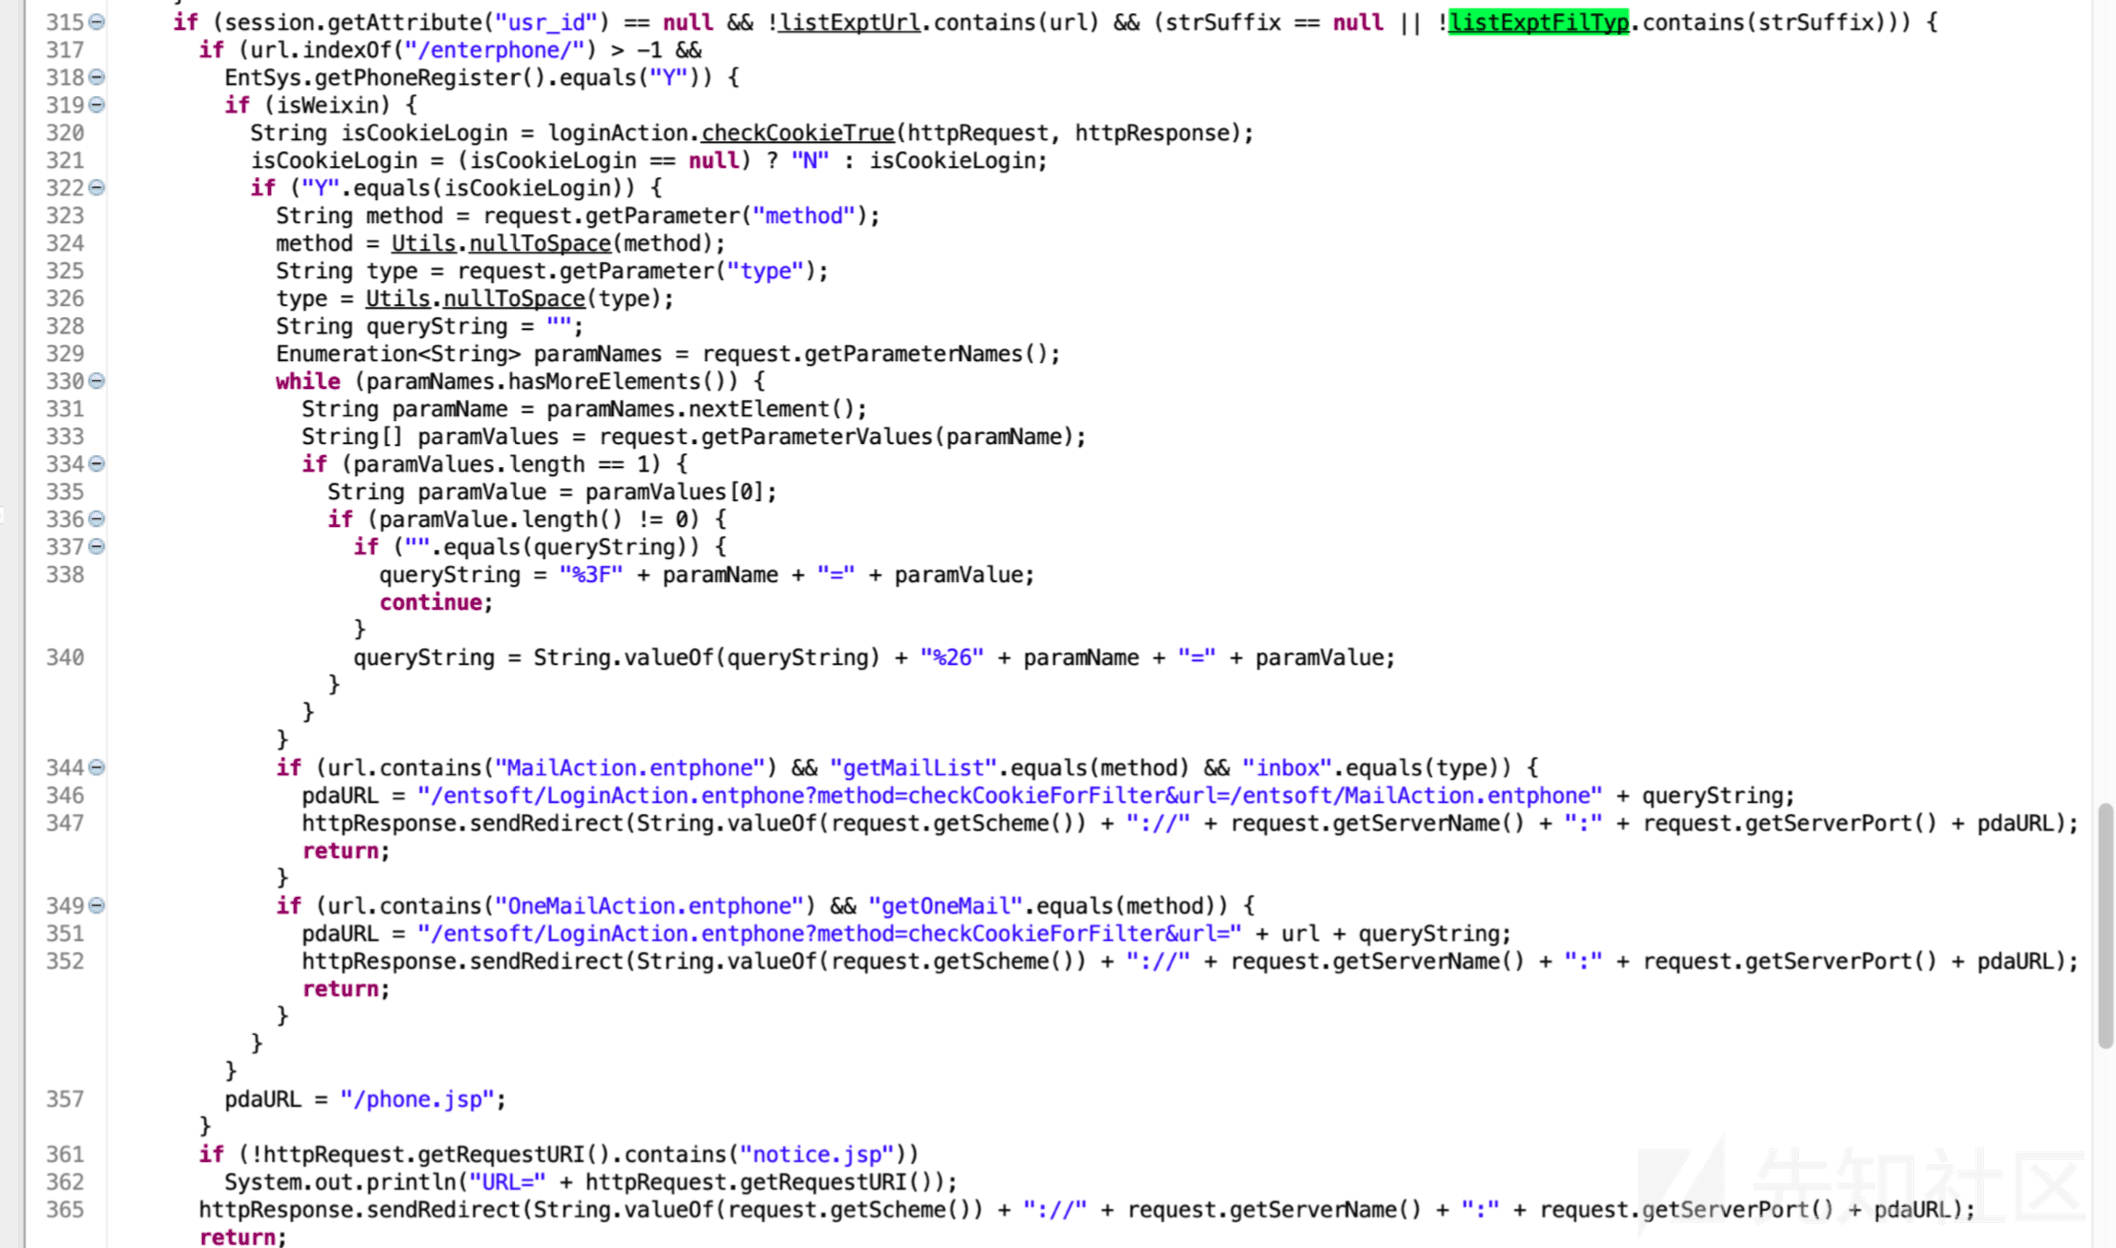 }
315 if (session.getAttribute("usr_id") == null && !listExptUrl.contains(url) && (strSuffix == null || !listExptFilTyp.contains(strSuffix))) {
317 if (url.indexOf("/enterphone/") > -1 &&
318 EntSys.getPhoneRegister().equals("Y")) {
319 if (isWeixin) {
320 String isCookieLogin = loginAction.checkCookieTrue(httpRequest, httpResponse);
321 isCookieLogin = (isCookieLogin == null) ? "N" : isCookieLogin;
322 if ("Y".equals(isCookieLogin)) {
323 String method = request.getParameter("method");
324 method = Utils.nullToSpace(method);
325 String type = request.getParameter("type");
326 type = Utils.nullToSpace(type);
328 String queryString = "";
329 Enumeration<String> paramNames = request.getParameterNames();
330 while (paramNames.hasMoreElements()) {
331 String paramName = paramNames.nextElement();
333 String[] paramValues = request.getParameterValues(paramName);
334 if (paramValues.length == 1) {
335 String paramValue = paramValues[0];
336 if (paramValue.length() != 0) {
337 if ("".equals(queryString)) {
338 queryString = "%3F" + paramName + "=" + paramValue;
continue;
}
340 queryString = String.valueOf(queryString) + "%26" + paramName + "=" + paramValue;
}
}
}
344 if (url.contains("MailAction.entphone") && "getMailList".equals(method) && "inbox".equals(type)) {
346 pdaURL = "/entsoft/LoginAction.entphone?method=checkCookieForFilter&url=/entsoft/MailAction.entphone" + queryString;
347 httpResponse.sendRedirect(String.valueOf(request.getScheme()) + "://" + request.getServerName() + ":" + request.getServerPort() + pdaURL);
return;
}
349 if (url.contains("OneMailAction.entphone") && "getOneMail".equals(method)) {
351 pdaURL = "/entsoft/LoginAction.entphone?method=checkCookieForFilter&url=" + url + queryString;
352 httpResponse.sendRedirect(String.valueOf(request.getScheme()) + "://" + request.getServerName() + ":" + request.getServerPort() + pdaURL);
return;
}
}
}
357 pdaURL = "/phone.jsp";
}
361 if (!httpRequest.getRequestURI().contains("notice.jsp"))
362 System.out.println("URL=" + httpRequest.getRequestURI());
365 httpResponse.sendRedirect(String.valueOf(request.getScheme()) + "://" + request.getServerName() + ":" + request.getServerPort() + pdaURL);
return;
先知社区